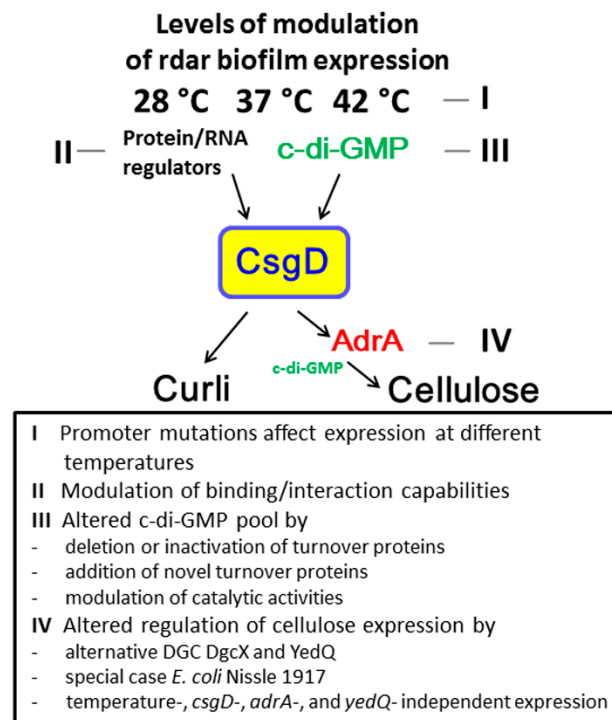 Levels of modulation
of rdar biofilm expression
28 °C 37 °C 42 °C — I
II — Protein/RNA
regulators
c-di-GMP — III
CsgD
AdrA — IV
c-di-GMP
Curli
Cellulose
I Promoter mutations affect expression at different
temperatures
II Modulation of binding/interaction capabilities
III Altered c-di-GMP pool by
- deletion or inactivation of turnover proteins
- addition of novel turnover proteins
- modulation of catalytic activities
IV Altered regulation of cellulose expression by
- alternative DGC DgcX and YedQ
- special case E. coli Nissle 1917
- temperature-, csgD-, adrA-, and yedQ- independent expression